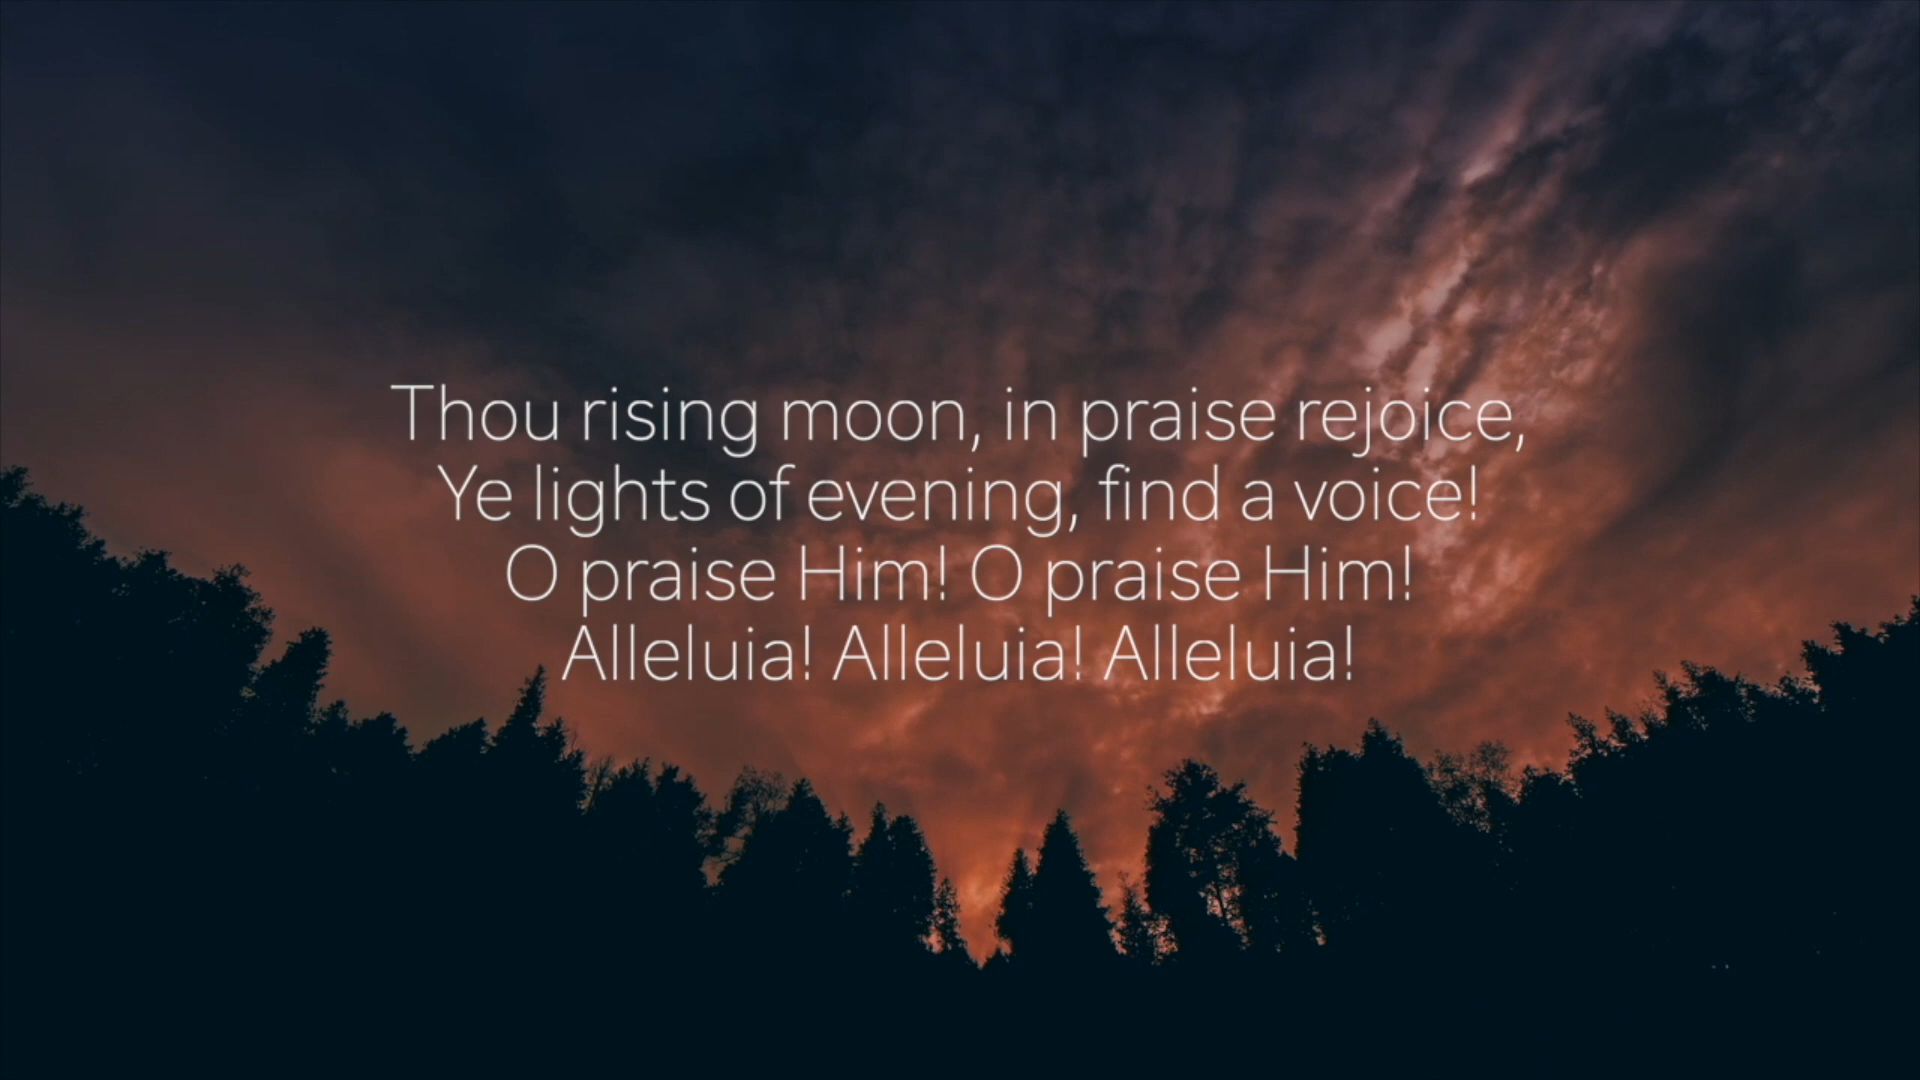 Thou rising moon, in praise rejoice,
Ye lights of evening, find a voice!
O praise Him! O praise Him!
Alleluia! Alleluia! Alleluia!